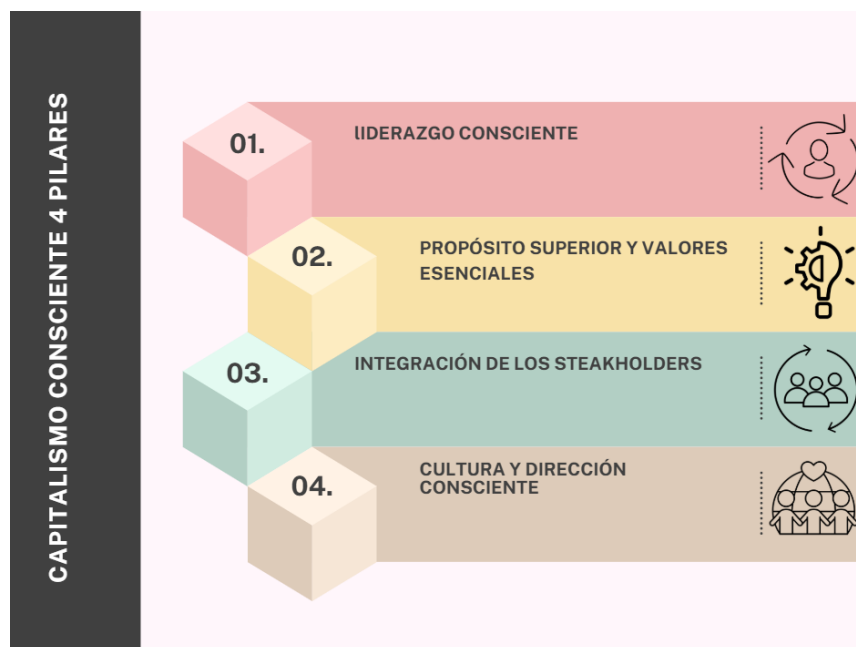 CAPITALISMO CONSCIENTE 4 PILARES
01.
lIDERAZGO CONSCIENTE
02.
PROPÓSITO SUPERIOR Y VALORES
ESENCIALES
03.
INTEGRACIÓN DE LOS STEAKHOLDERS
04.
CULTURA Y DIRECCIÓN
CONSCIENTE